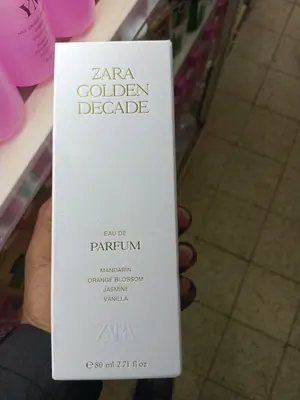 ZARA
GOLDEN
DECADE
EAU DE
PARFUM
MANDARIN
ORANGE BLOSSOM
JASMINE
VANILLA
ZARA
℮ 80 ml 2.71 fl oz